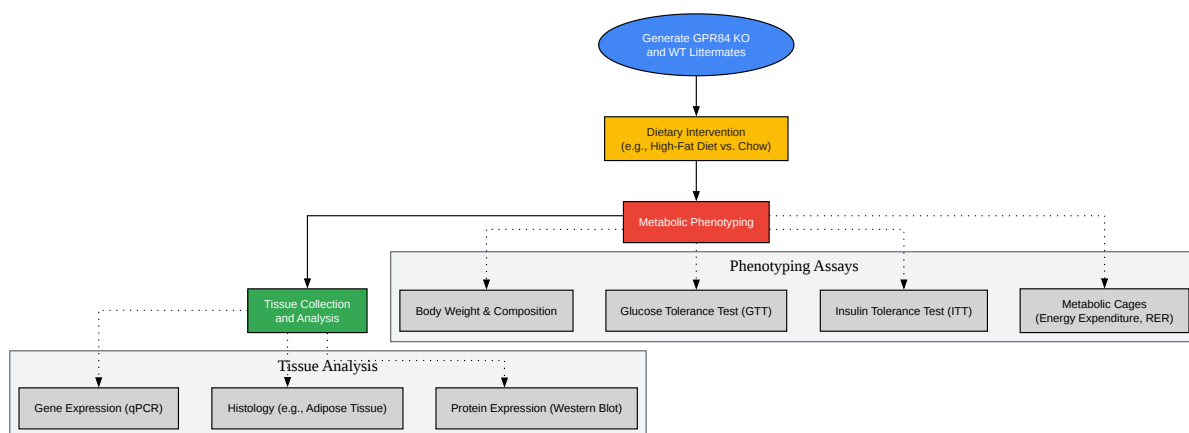 Generate GPR84 KO
and WT Littermates
Dietary Intervention
(e.g., High-Fat Diet vs. Chow)
Metabolic Phenotyping
Phenotyping Assays
Tissue Collection
and Analysis
Body Weight & Composition
Glucose Tolerance Test (GTT)
Insulin Tolerance Test (ITT)
Metabolic Cages
(Energy Expenditure, RER)
Tissue Analysis
Gene Expression (qPCR)
Histology (e.g., Adipose Tissue)
Protein Expression (Western Blot)